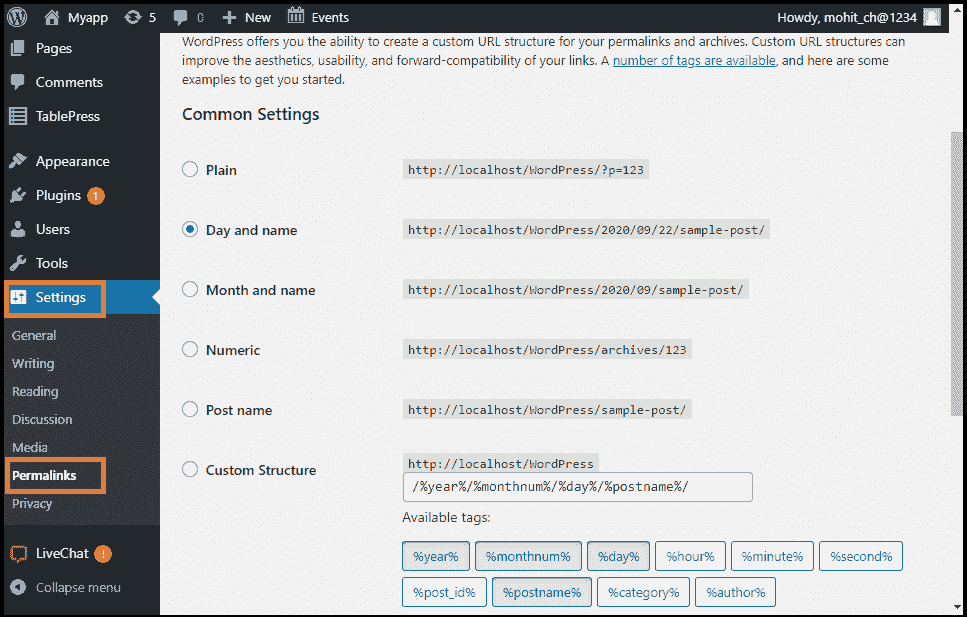 Myapp 5 0 New Events Howdy, mohit_ch@1234
Pages
Comments
TablePress
Appearance
Plugins 1
Users
Tools
Settings
General
Writing
Reading
Discussion
Media
Permalinks
Privacy
LiveChat !
Collapse menu
WordPress offers you the ability to create a custom URL structure for your permalinks and archives. Custom URL structures can
improve the aesthetics, usability, and forward-compatibility of your links. A number of tags are available, and here are some
examples to get you started.
Common Settings
Plain http://localhost/WordPress/?p=123
Day and name http://localhost/WordPress/2020/09/22/sample-post/
Month and name http://localhost/WordPress/2020/09/sample-post/
Numeric http://localhost/WordPress/archives/123
Post name http://localhost/WordPress/sample-post/
Custom Structure http://localhost/WordPress
/%year%/%monthnum%/%day%/%postname%/
Available tags:
%year% %monthnum% %day% %hour% %minute% %second%
%post_id% %postname% %category% %author%